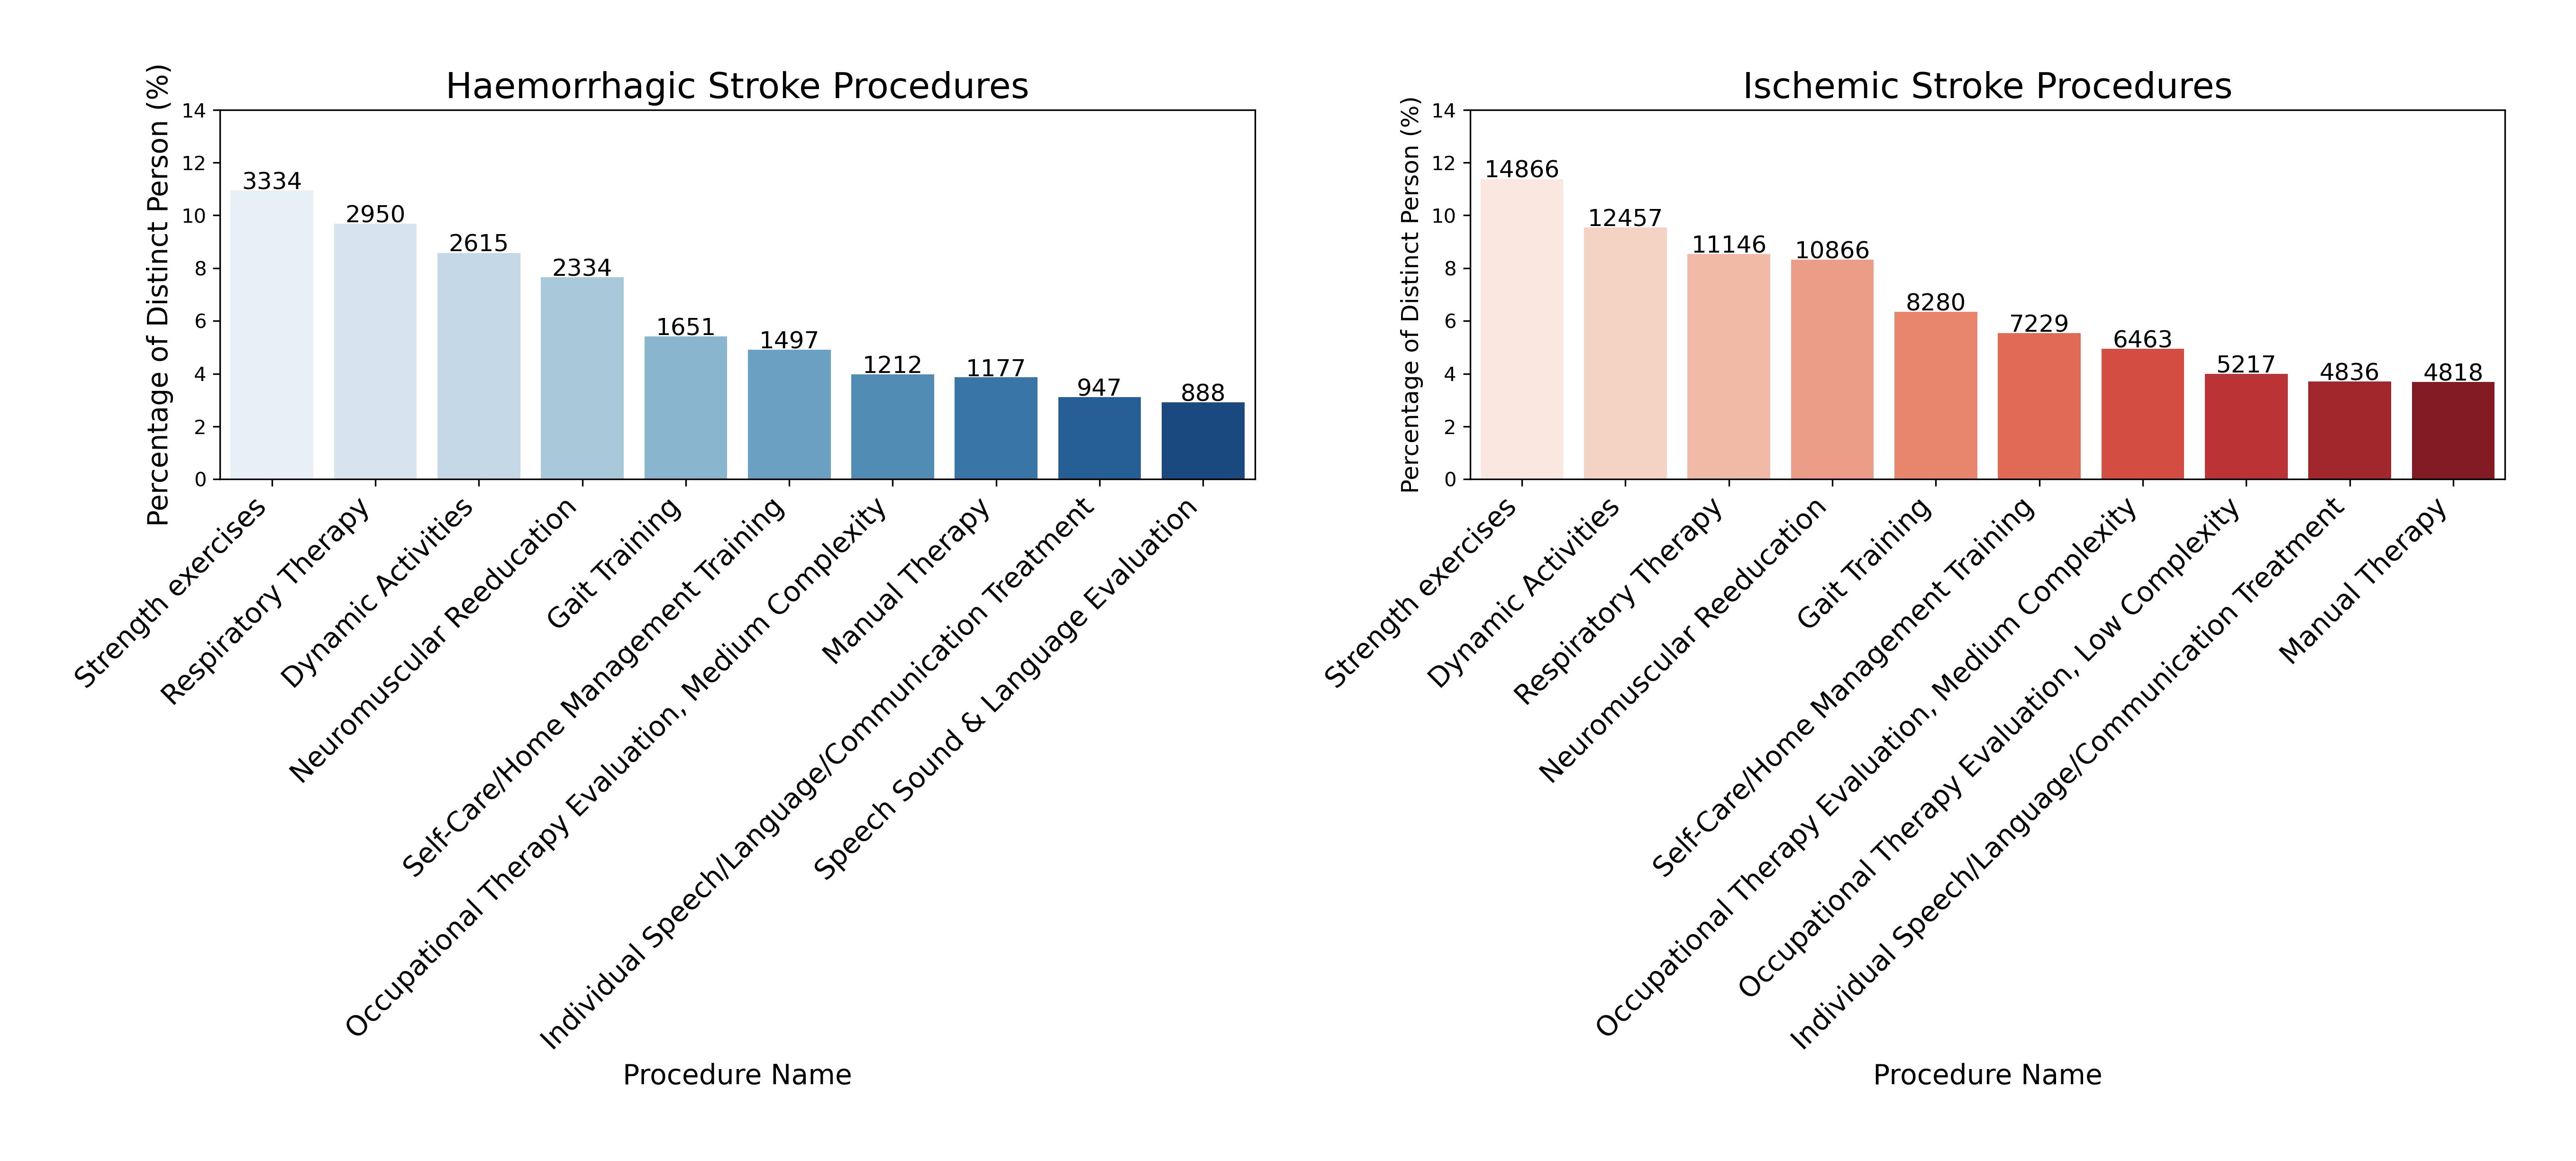 Haemorrhagic Stroke Procedures
Percentage of Distinct Person (%)
14
12
10
8
6
4
2
0
3334
2950
2615
2334
1651
1497
1212
1177
947
888
Strength exercises
Respiratory Therapy
Dynamic Activities
Neuromuscular Reeducation
Gait Training
Self-Care/Home Management Training
Occupational Therapy Evaluation, Medium Complexity
Manual Therapy
Individual Speech/Language/Communication Treatment
Speech Sound & Language Evaluation
Procedure Name
Ischemic Stroke Procedures
Percentage of Distinct Person (%)
14
12
10
8
6
4
2
0
14866
12457
11146
10866
8280
7229
6463
5217
4836
4818
Strength exercises
Dynamic Activities
Respiratory Therapy
Neuromuscular Reeducation
Gait Training
Self-Care/Home Management Training
Occupational Therapy Evaluation, Medium Complexity
Occupational Therapy Evaluation, Low Complexity
Individual Speech/Language/Communication Treatment
Manual Therapy
Procedure Name